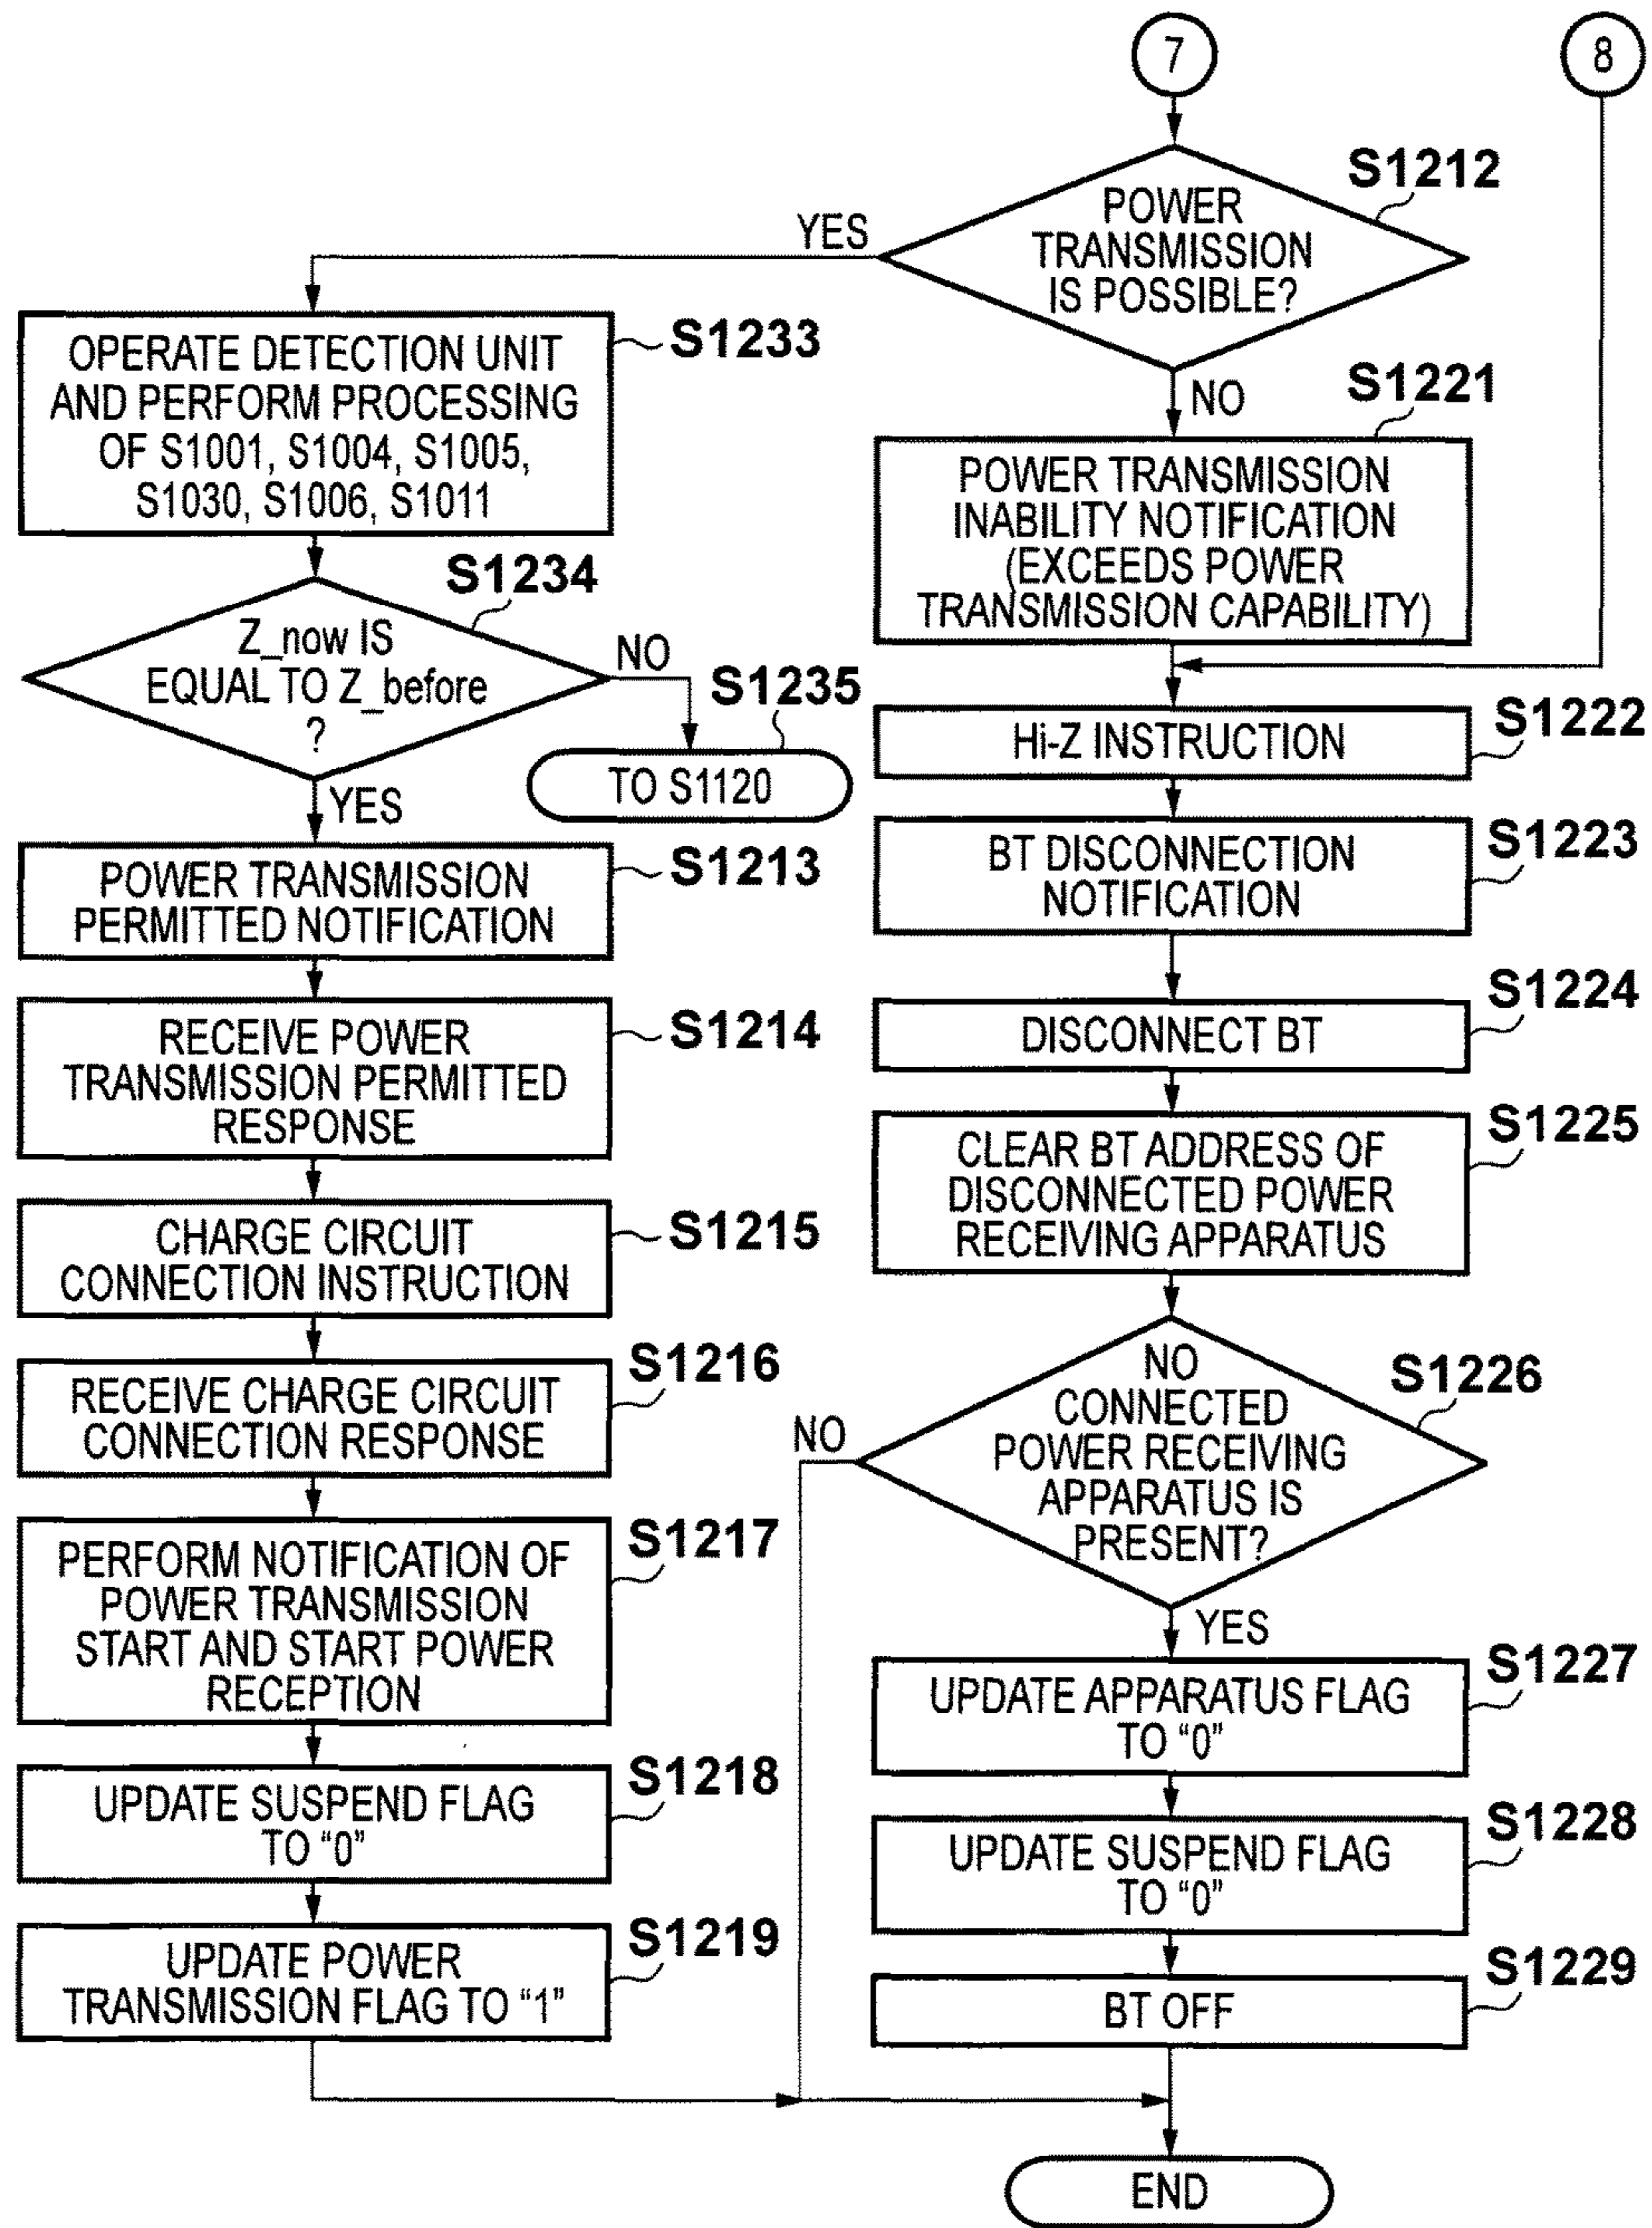 7
8
S1212
POWER
TRANSMISSION
IS POSSIBLE?
YES
NO
S1233
OPERATE DETECTION UNIT
AND PERFORM PROCESSING
OF S1001, S1004, S1005,
S1030, S1006, S1011
S1234
Z_now IS
EQUAL TO Z_before
?
NO
S1235
TO S1120
YES
S1213
POWER TRANSMISSION
PERMITTED NOTIFICATION
S1214
RECEIVE POWER
TRANSMISSION PERMITTED
RESPONSE
S1215
CHARGE CIRCUIT
CONNECTION INSTRUCTION
S1216
RECEIVE CHARGE CIRCUIT
CONNECTION RESPONSE
S1217
PERFORM NOTIFICATION OF
POWER TRANSMISSION
START AND START POWER
RECEPTION
S1218
UPDATE SUSPEND FLAG
TO “0”
S1219
UPDATE POWER
TRANSMISSION FLAG TO “1”
S1221
POWER TRANSMISSION
INABILITY NOTIFICATION
(EXCEEDS POWER
TRANSMISSION CAPABILITY)
S1222
Hi-Z INSTRUCTION
S1223
BT DISCONNECTION
NOTIFICATION
S1224
DISCONNECT BT
S1225
CLEAR BT ADDRESS OF
DISCONNECTED POWER
RECEIVING APPARATUS
S1226
NO
CONNECTED
POWER RECEIVING
APPARATUS IS
PRESENT?
NO
YES
S1227
UPDATE APPARATUS FLAG
TO “0”
S1228
UPDATE SUSPEND FLAG
TO “0”
S1229
BT OFF
END